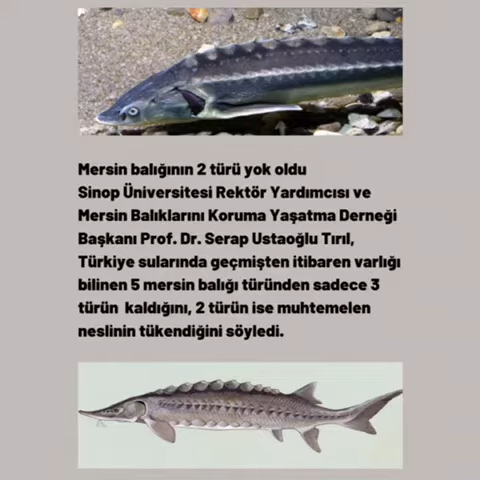 Mersin balığının 2 türü yok oldu
Sinop Üniversitesi Rektör Yardımcısı ve
Mersin Balıklarını Koruma Yaşatma Derneği
Başkanı Prof. Dr. Serap Ustaoğlu Tırıl,
Türkiye sularında geçmişten itibaren varlığı
bilinen 5 mersin balığı türünden sadece 3
türün kaldığını, 2 türün ise muhtemelen
neslinin tükendiğini söyledi.